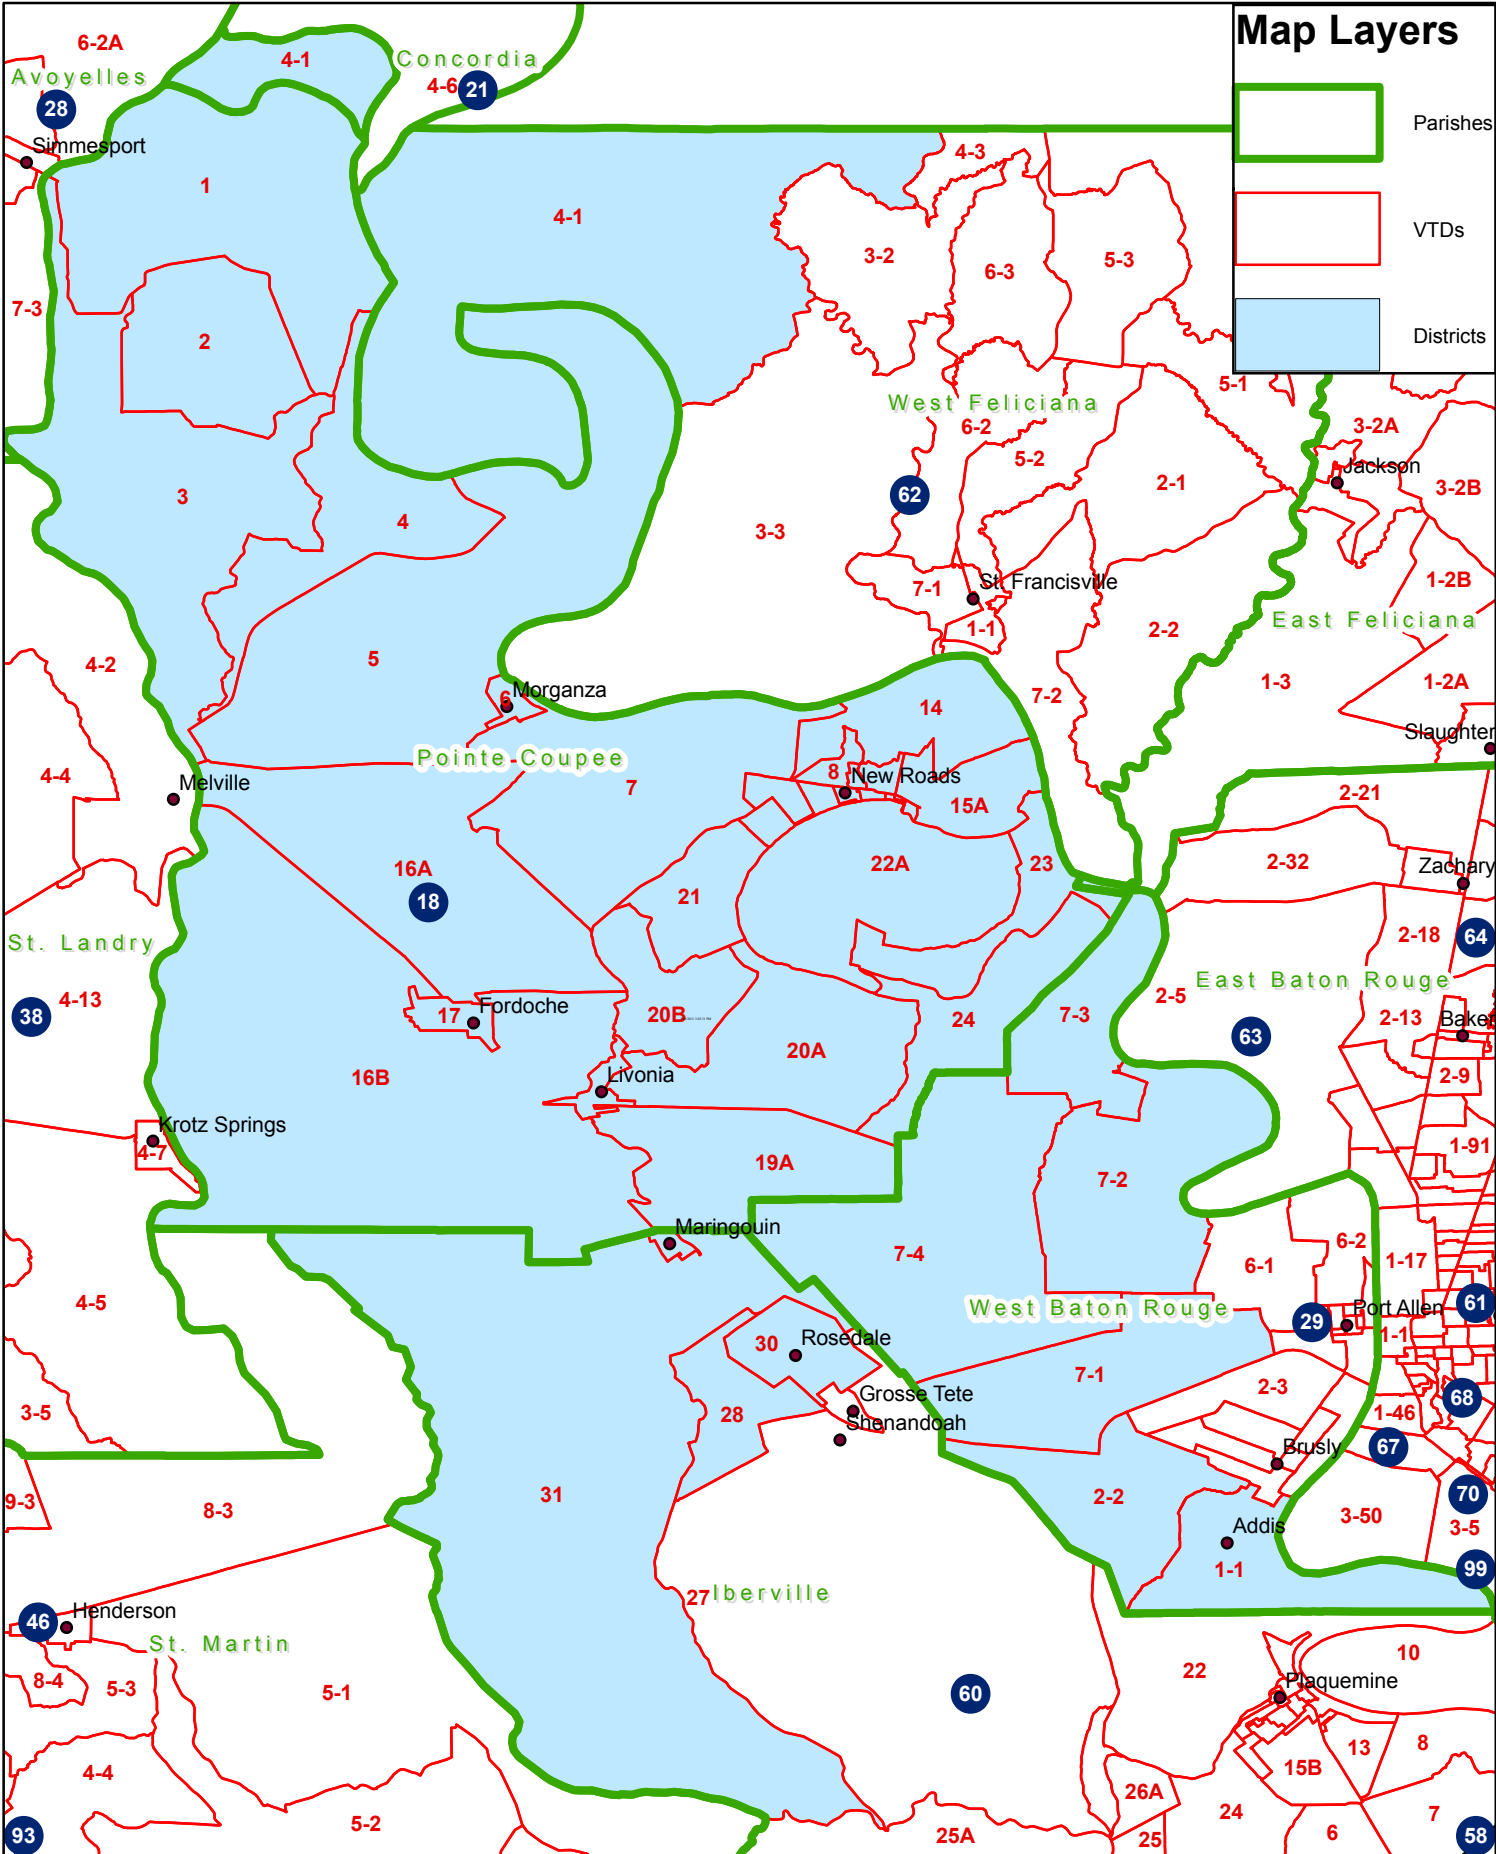 Map Layers
Parishes
VTDs
Districts
6-2A
Avoyelles
28
Simmesport
4-1
Concordia
4-6
21
1
4-1
4-3
3-2
6-3
5-3
7-3
2
5-1
West Feliciana
6-2
3-2A
Jackson
5-2
2-1
3-2B
3
62
4
3-3
7-1
St. Francisville
1-2B
1-1
2-2
East Feliciana
4-2
5
7-2
1-3
1-2A
6
Morganza
14
Slaughter
Pointe Coupee
4-4
Melville
7
8
New Roads
2-21
15A
16A
22A
23
2-32
Zachary
18
21
St. Landry
2-18
64
4-13
East Baton Rouge
38
17
Fordoche
20B
24
7-3
2-5
2-13
Baker
20A
63
16B
Livonia
2-9
Krotz Springs
4-7
19A
7-2
1-91
Maringouin
7-4
6-1
6-2
1-17
4-5
West Baton Rouge
61
29
Port Allen
30
Rosedale
1-1
7-1
2-3
3-5
28
Grosse Tete
Shenandoah
68
1-46
67
Brusly
9-3
8-3
31
2-2
70
3-50
3-5
Addis
1-1
99
27
Iberville
46
Henderson
St. Martin
8-4
5-3
5-1
60
22
10
Plaquemine
4-4
13
8
15B
26A
5-2
24
7
93
25A
25
6
58